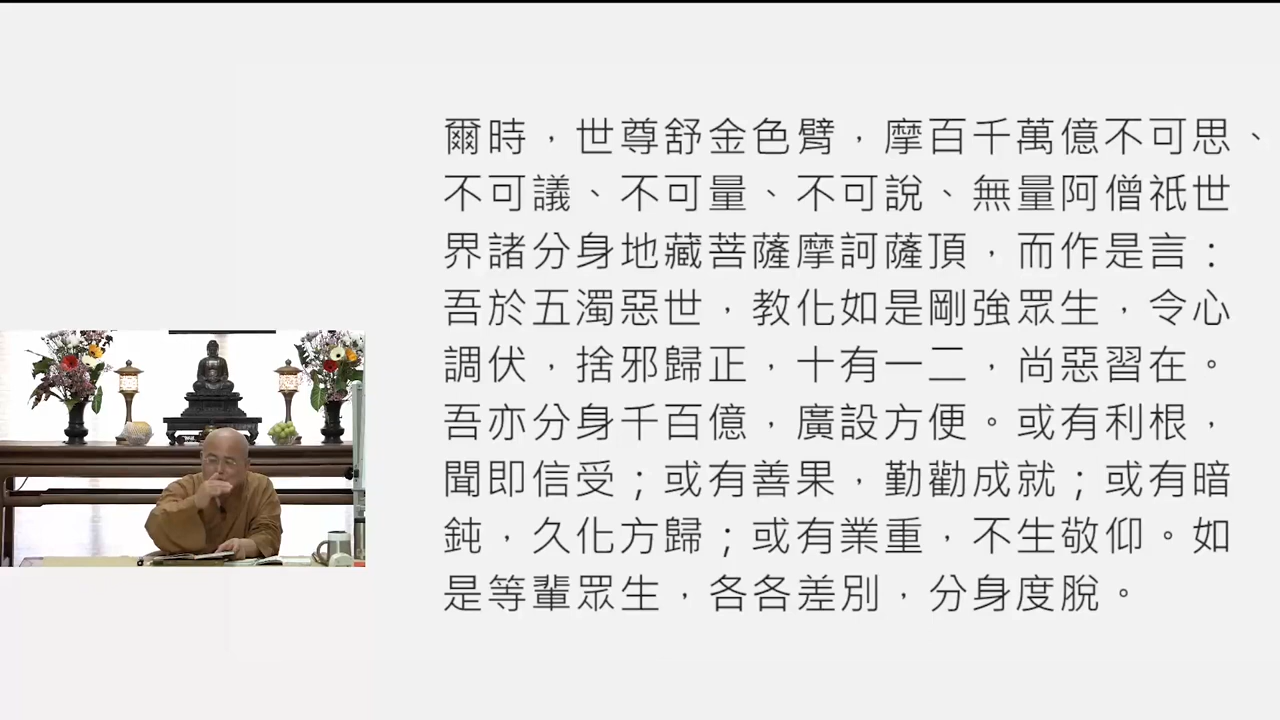 爾時，世尊舒金色臂，摩百千萬億不可思、
不可議、不可量、不可說、無量阿僧祇世
界諸分身地藏菩薩摩訶薩頂，而作是言：
吾於五濁惡世，教化如是剛強眾生，令心
調伏，捨邪歸正，十有一二，尚惡習在。
吾亦分身千百億，廣設方便。或有利根，
聞即信受；或有善果，勤勸成就；或有暗
鈍，久化方歸；或有業重，不生敬仰。如
是等輩眾生，各各差別，分身度脫。